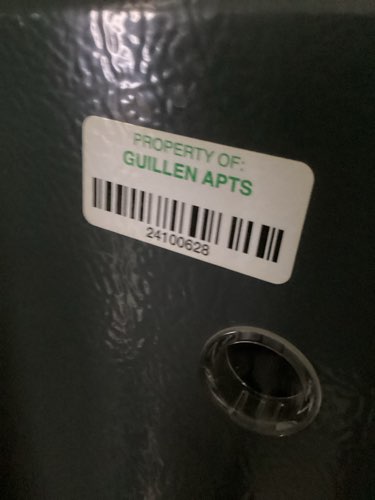 PROPERTY OF:
GUILLEN APTS
24100628